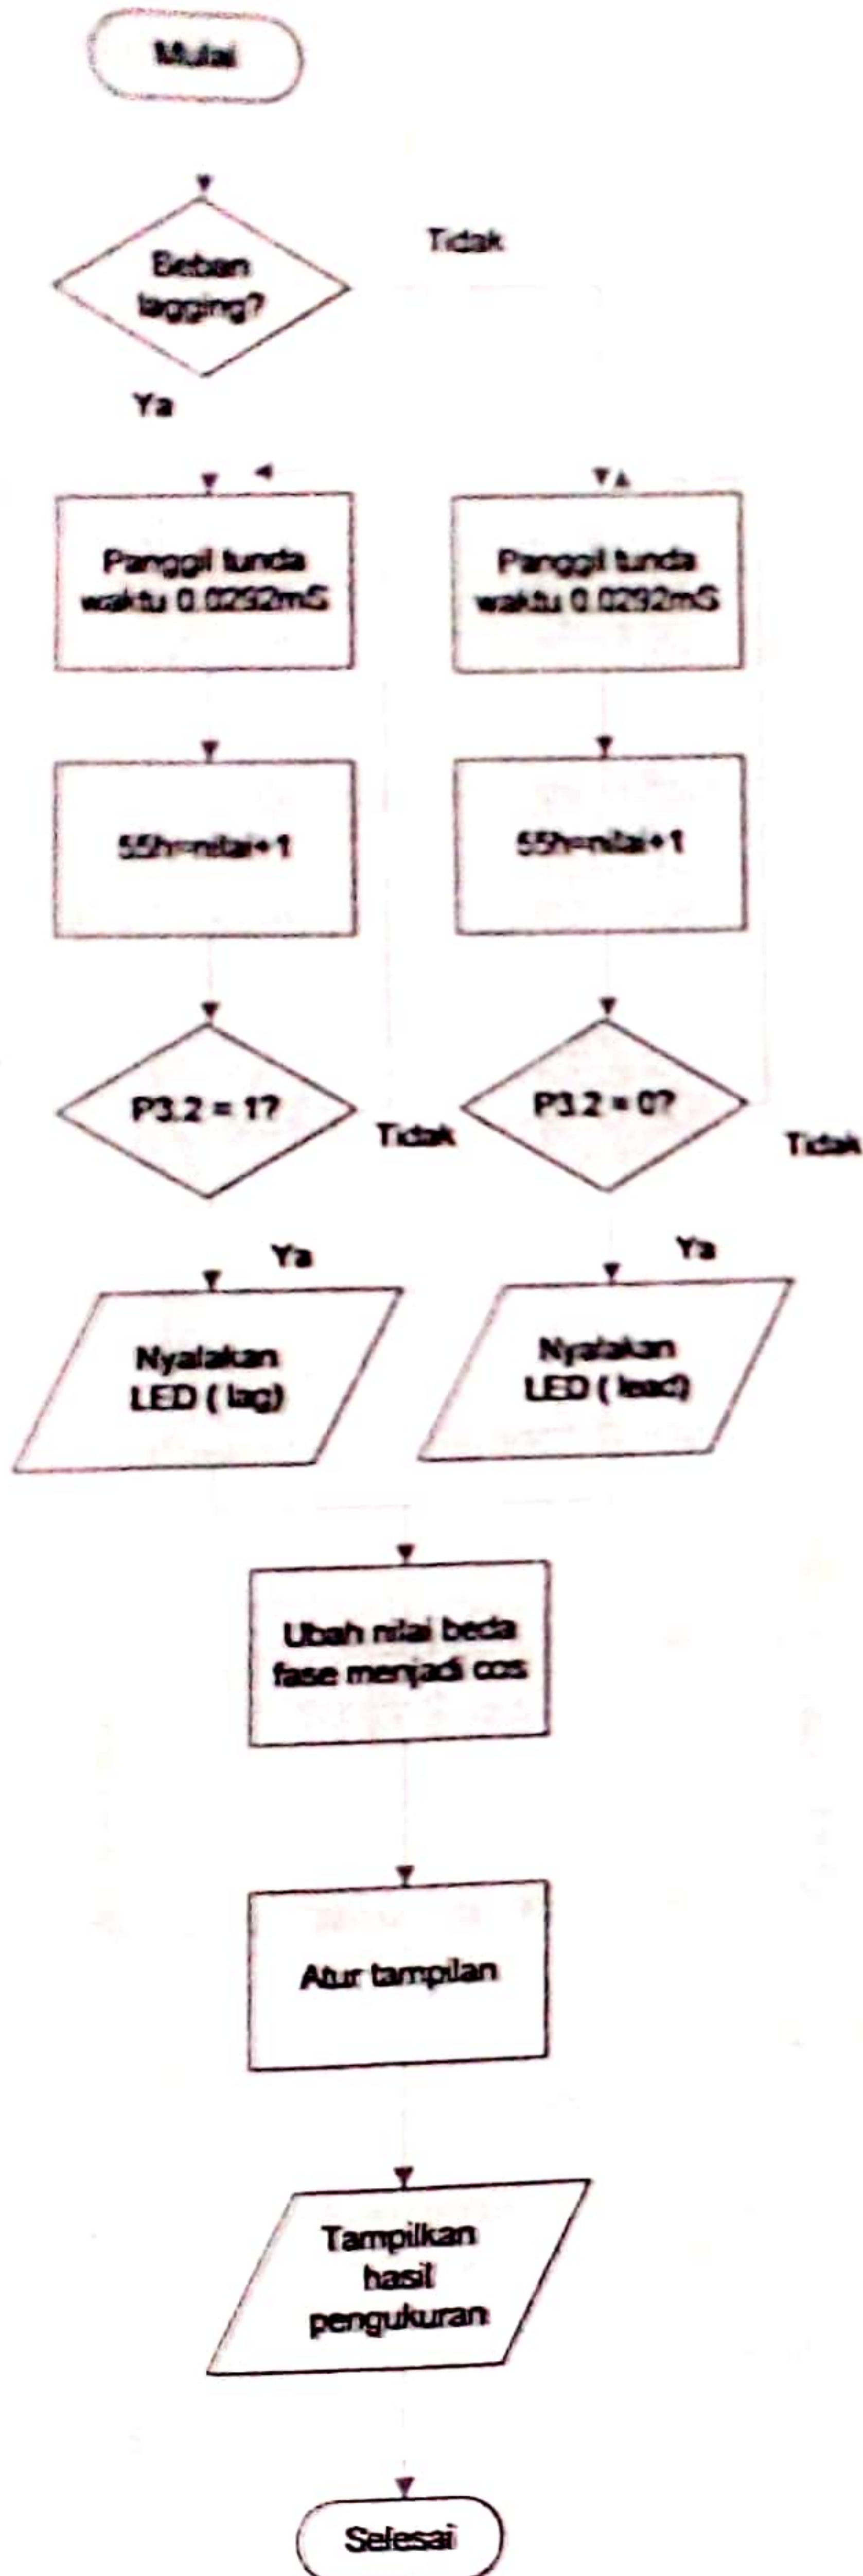 Mulai
Beban
lagging?
Tidak
Ya
Panggil tunda
waktu 0.0292mS
Panggil tunda
waktu 0.0292mS
55h=nilai+1
55h=nilai+1
P3.2 = 1?
Tidak
P3.2 = 0?
Tidak
Ya
Ya
Nyalakan
LED ( lag)
Nyalakan
LED ( lead)
Ubah nilai beda
fase menjadi cos
Atur tampilan
Tampilkan
hasil
pengukuran
Selesai